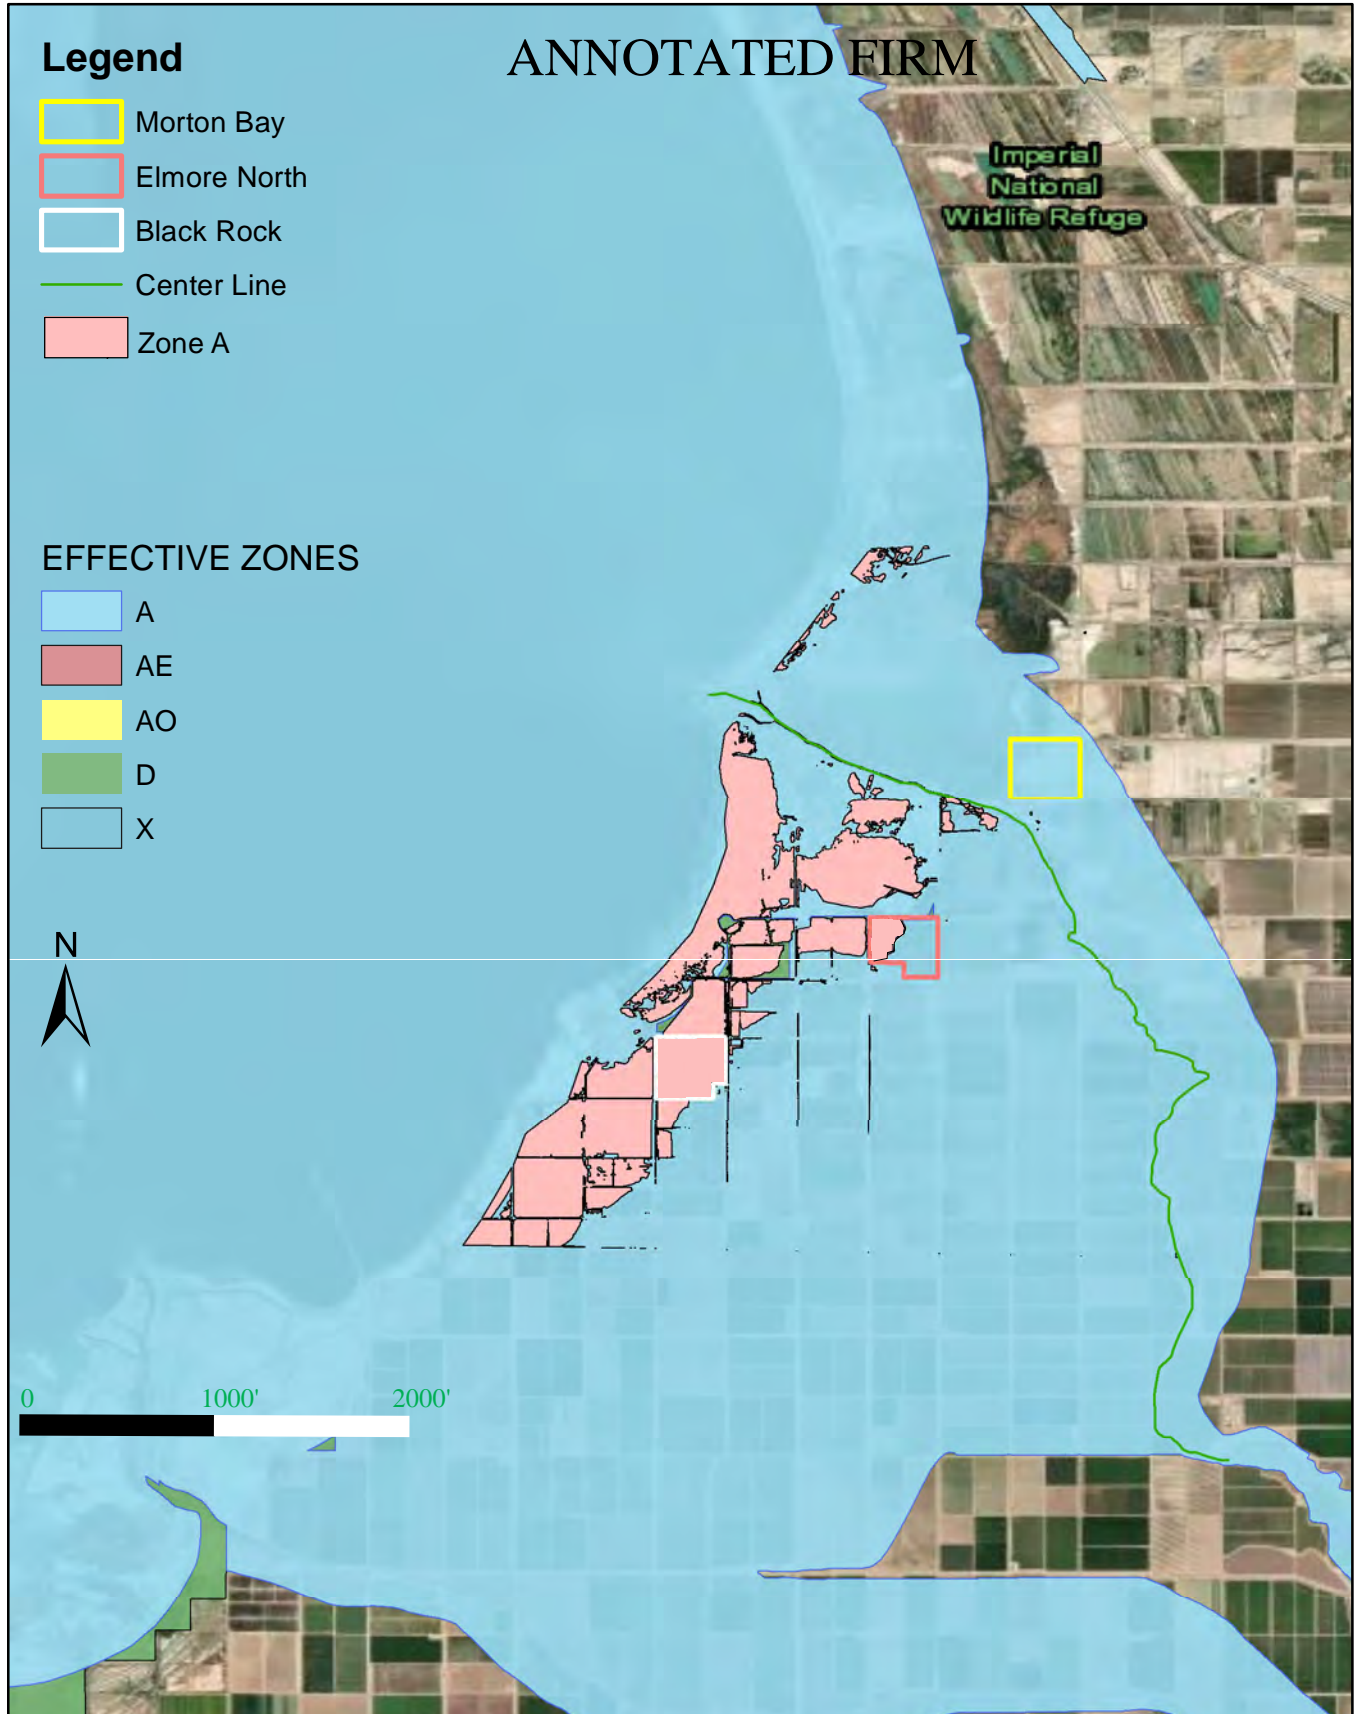 ANNOTATED FIRM
Legend
Morton Bay
Elmore North
Black Rock
Center Line
Zone A
Imperial
National
Wildlife Refuge
EFFECTIVE ZONES
A
AE
AO
D
X
N
0 1000' 2000'